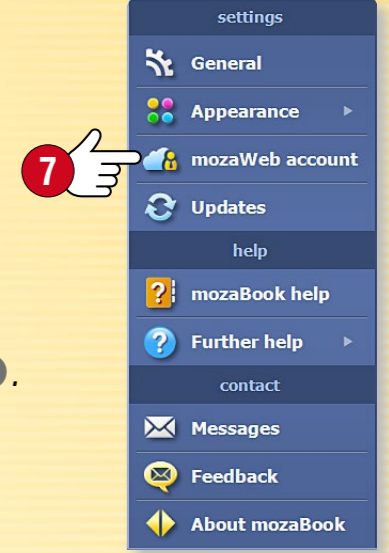 settings
General
Appearance
7
mozaWeb account
Updates
help
?
mozaBook help
?
Further help
.
contact
Messages
Feedback
About mozaBook